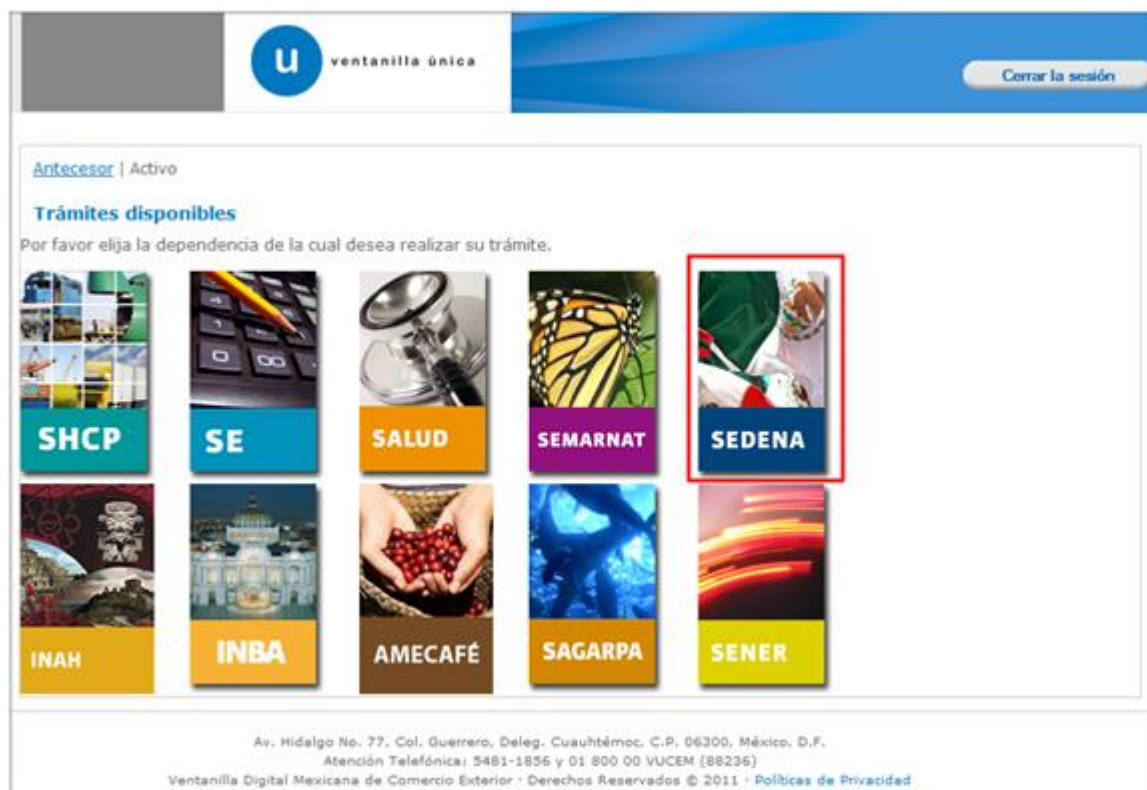 u ventanilla única
Cerrar la sesión
Antecesor | Activo
Trámites disponibles
Por favor elija la dependencia de la cual desea realizar su trámite.
SHCP SE SALUD SEMARNAT SEDENA
INAH INBA AMECAFÉ SAGARPA SENER
Av. Hidalgo No. 77, Col. Guerrero, Deleg. Cuauhtémoc, C.P. 06300, México, D.F.
Atención Telefónica: 5481-1856 y 01 800 00 VUCEM (88236)
Ventanilla Digital Mexicana de Comercio Exterior · Derechos Reservados © 2011 · Políticas de Privacidad